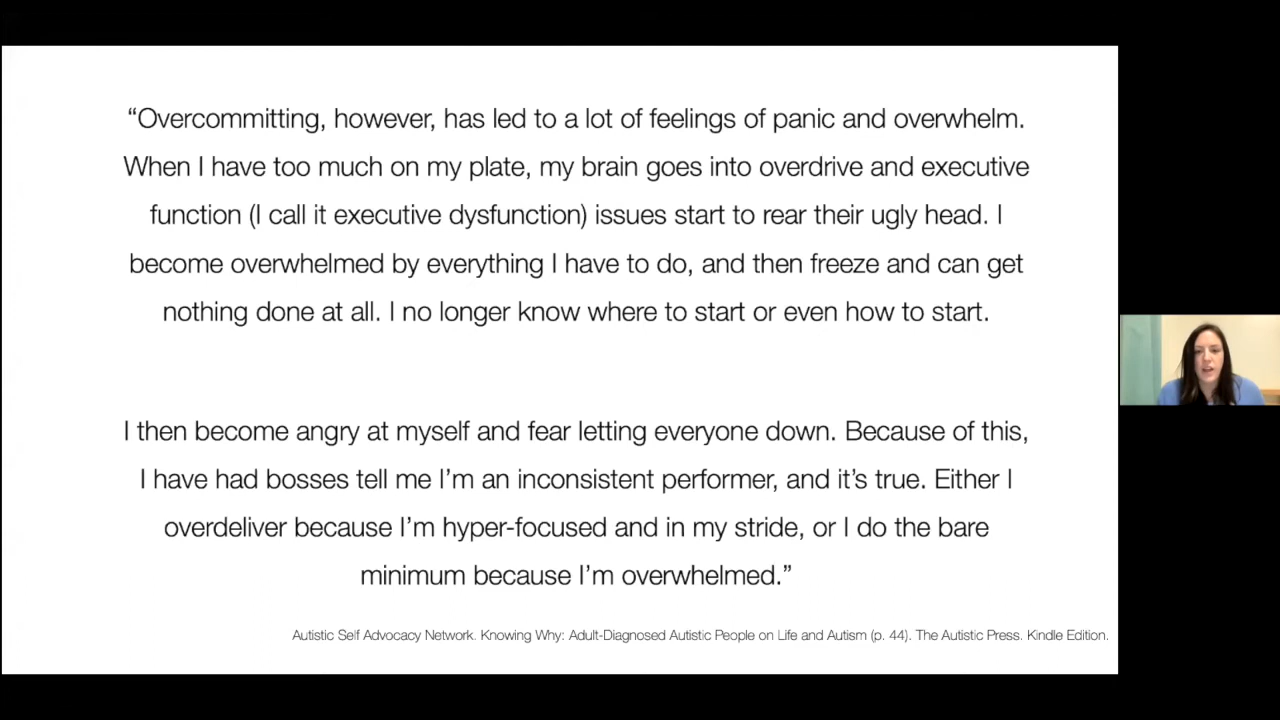 “Overcommitting, however, has led to a lot of feelings of panic and overwhelm.
When I have too much on my plate, my brain goes into overdrive and executive
function (I call it executive dysfunction) issues start to rear their ugly head. I
become overwhelmed by everything I have to do, and then freeze and can get
nothing done at all. I no longer know where to start or even how to start.
I then become angry at myself and fear letting everyone down. Because of this,
I have had bosses tell me I’m an inconsistent performer, and it’s true. Either I
overdeliver because I’m hyper-focused and in my stride, or I do the bare
minimum because I’m overwhelmed.”
Autistic Self Advocacy Network. Knowing Why: Adult-Diagnosed Autistic People on Life and Autism (p. 44). The Autistic Press. Kindle Edition.